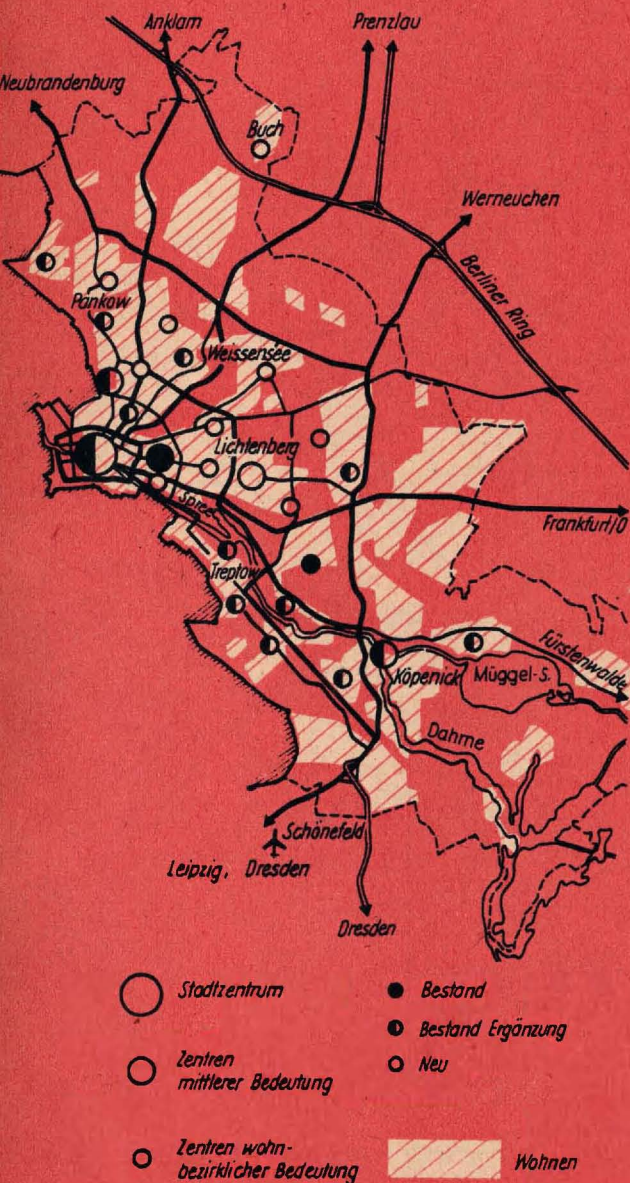 Anklam
Prenzlau
Neubrandenburg
Buch
Werneuchen
Berliner Ring
Pankow
Weissensee
Lichtenberg
Spree
Frankfurt/O
Treptow
Fürstenwalde
Köpenick
Müggel-S.
Dahme
Schönefeld
Leipzig, Dresden
Dresden
Stadtzentrum
Bestand
Bestand Ergänzung
Zentren
mittlerer Bedeutung
Neu
Zentren wohn-
bezirklicher Bedeutung
Wohnen